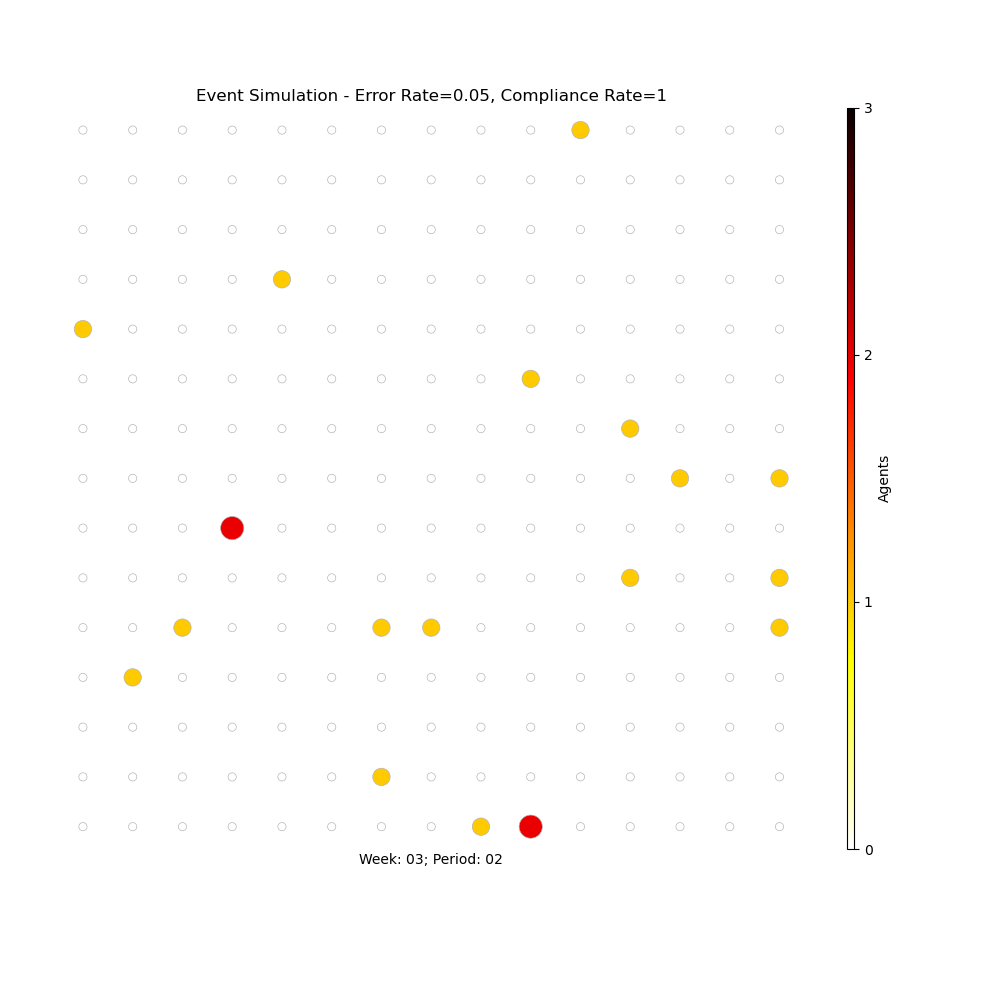 Event Simulation - Error Rate=0.05, Compliance Rate=1
3
2
Agents
1
0
Week: 03; Period: 02